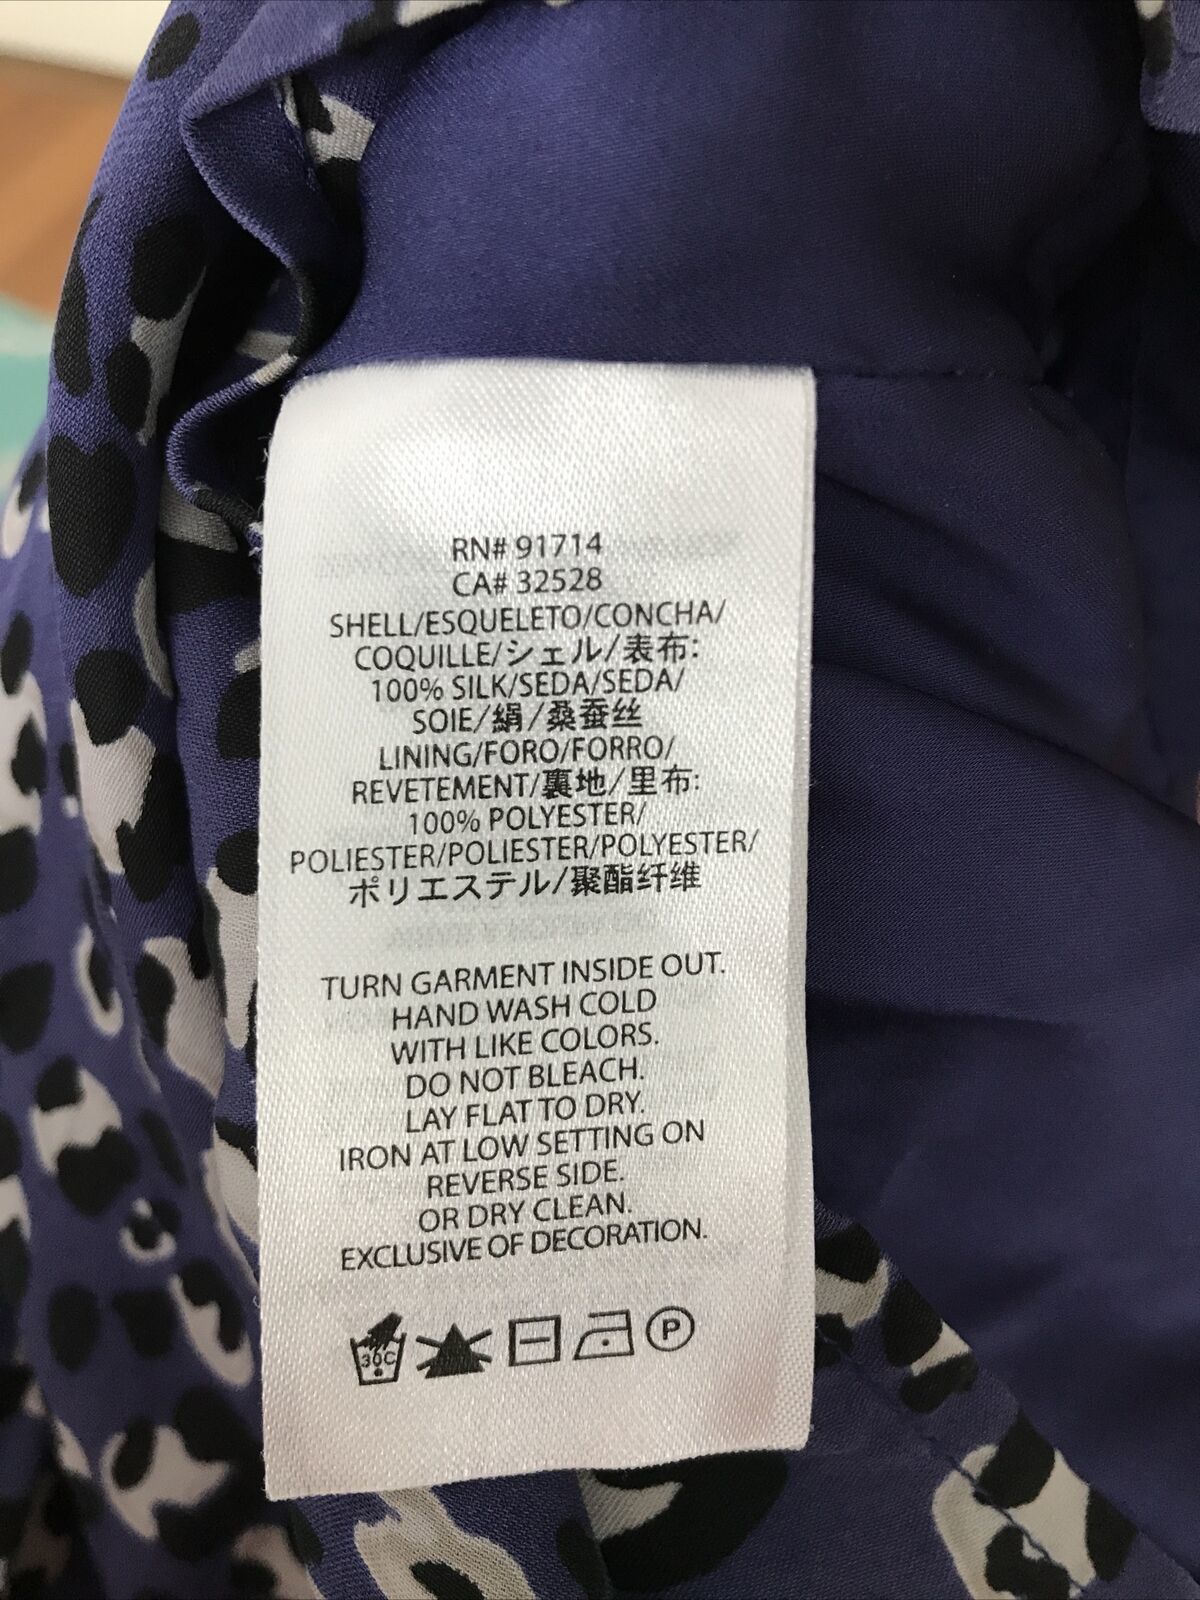 RN# 91714
CA# 32528
SHELL/ESQUELETO/CONCHA/
COQUILLE/シェル/表布:
100% SILK/SEDA/SEDA/
SOIE/絹/桑蚕丝
LINING/FORO/FORRO/
REVETEMENT/裏地/里布:
100% POLYESTER/
POLIESTER/POLIESTER/POLYESTER/
ポリエステル/聚酯纤维
TURN GARMENT INSIDE OUT.
HAND WASH COLD
WITH LIKE COLORS.
DO NOT BLEACH.
LAY FLAT TO DRY.
IRON AT LOW SETTING ON
REVERSE SIDE.
OR DRY CLEAN.
EXCLUSIVE OF DECORATION.
30C P